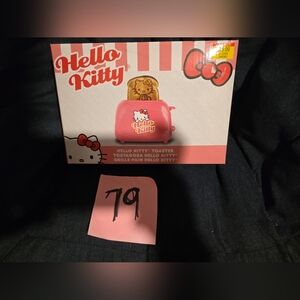 Hello
Kitty
HELLO
Kitty
HELLO KITTY® TOASTER
TOSTADORA HELLO KITTY®
GRILLE-PAIN HELLO KITTY®
79